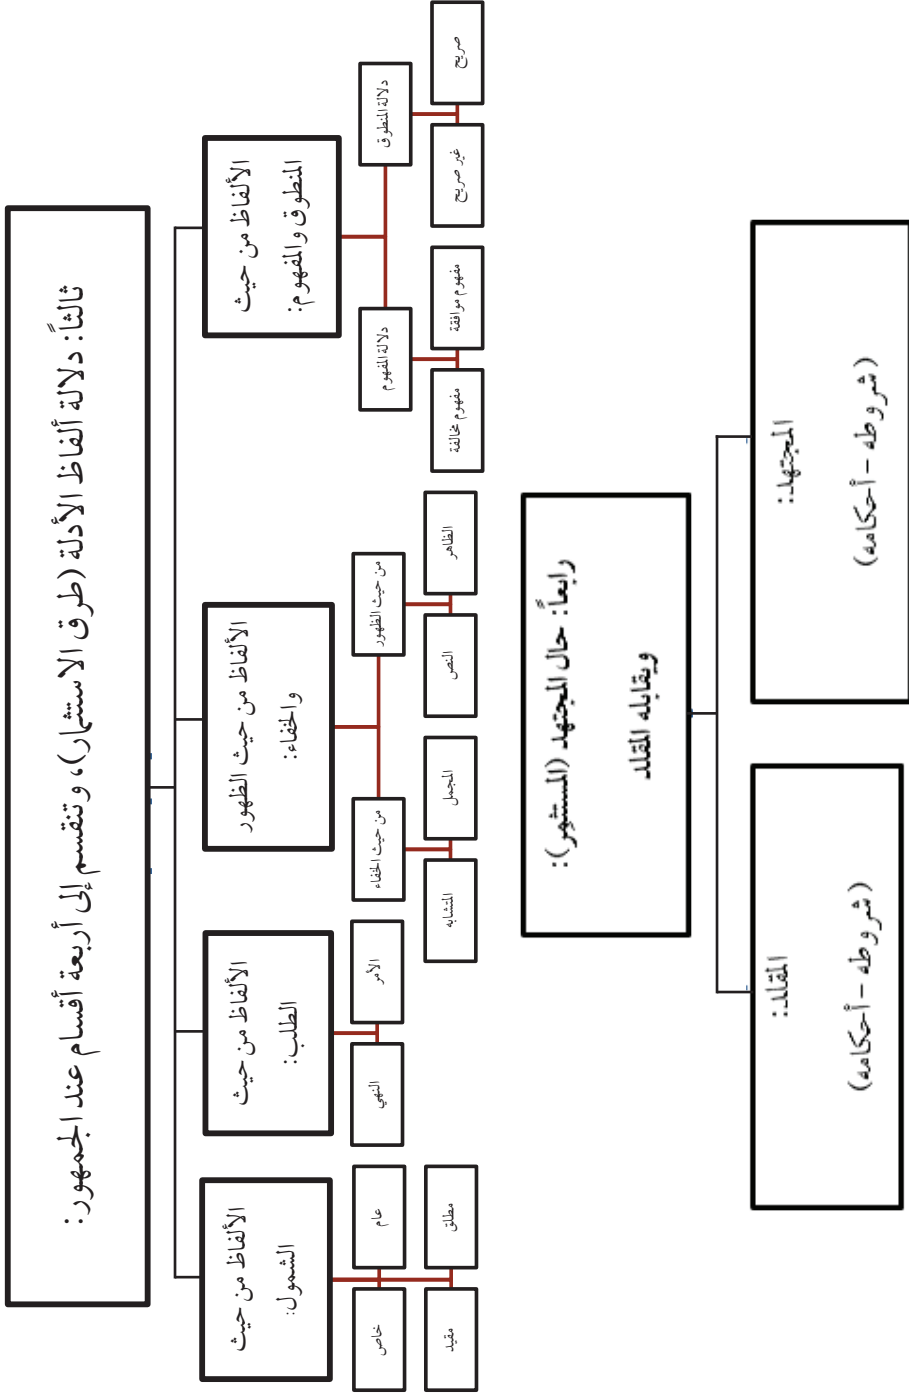 ثالثاً: دلالة ألفاظ الأدلة (طرق الاستثمار)، وتنقسم إلى أربعة أقسام عند الجمهور:
الألفاظ من حيث
المنطوق والمفهوم:
دلالة المنطوق
صريح
غير صريح
دلالة المفهوم
مفهوم موافقة
مفهوم مخالفة
الألفاظ من حيث الظهور
والخفاء:
من حيث الظهور
الظاهر
النص
من حيث الخفاء
المجمل
المتشابه
الألفاظ من حيث
الطلب:
الأمر
النهي
الألفاظ من حيث
الشمول:
عام
خاص
مطلق
مقيد
رابعاً: حال المجتهد (المستثمر):
ويقابله المقلد
المجتهد:
(شروطه - أحكامه)
المقلد:
(شروطه - أحكامه)